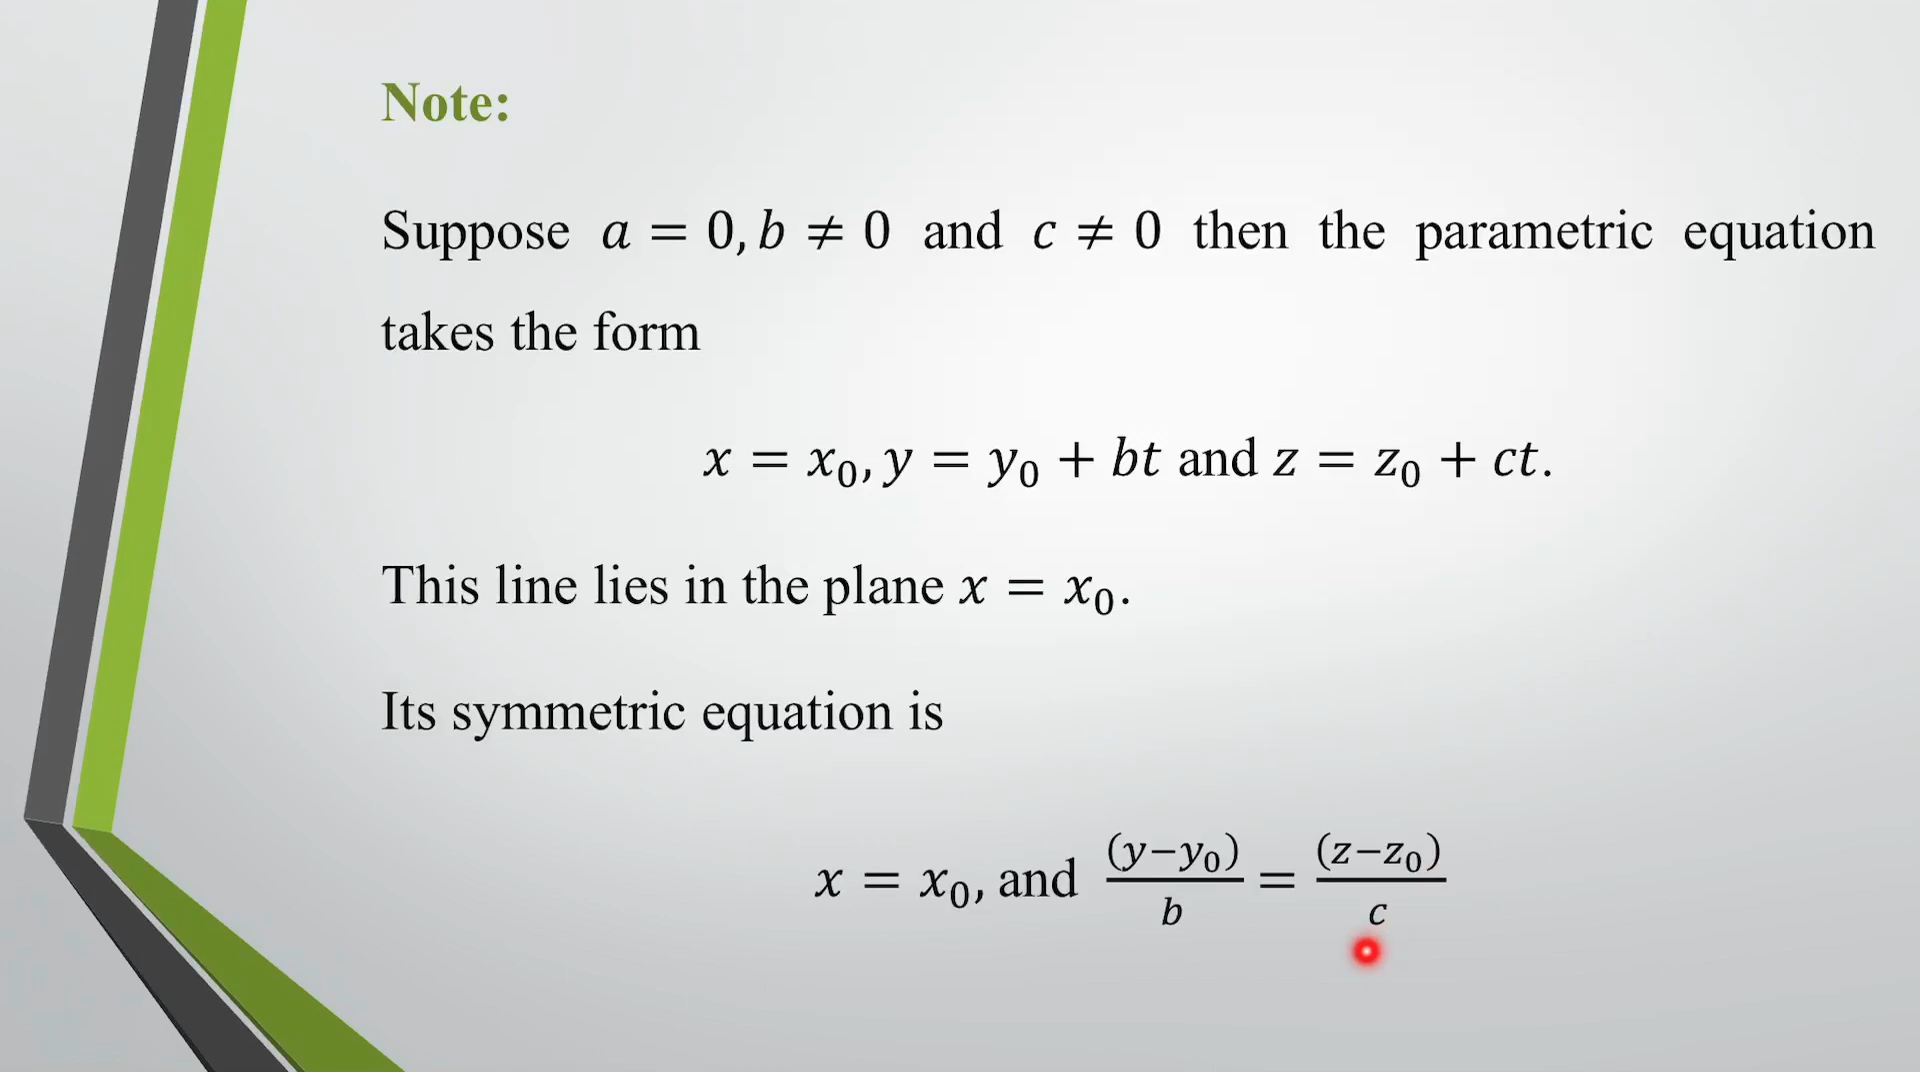 Note:
Suppose a = 0, b ≠ 0 and c ≠ 0 then the parametric equation
takes the form
x = x₀, y = y₀ + bt and z = z₀ + ct.
This line lies in the plane x = x₀.
Its symmetric equation is
x = x₀, and (y−y₀)/b = (z−z₀)/c